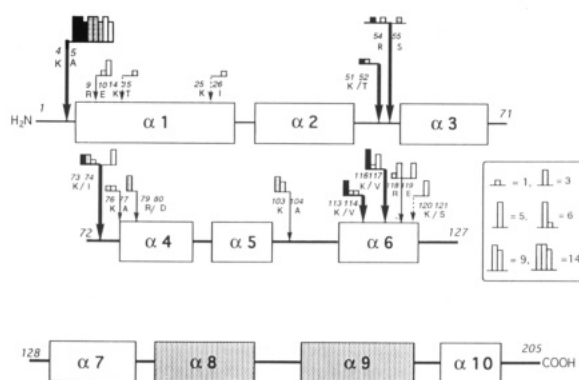 4 5
K A
54 55
R S
9 10 14 15
R E K T
25 26
K I
51 52
K/T
1
H₂N
α 1
α 2
α 3
71
73 74
K/I
76 77
K A
79 80
R/D
103 104
K A
116 117
K/V
113 114
K/V
118 119
R E
120 121
K/S
72
α 4
α 5
α 6
127
= 1,
= 3
= 5,
= 6
= 9,
= 14
128
α 7
α 8
α 9
α 10
205
COOH